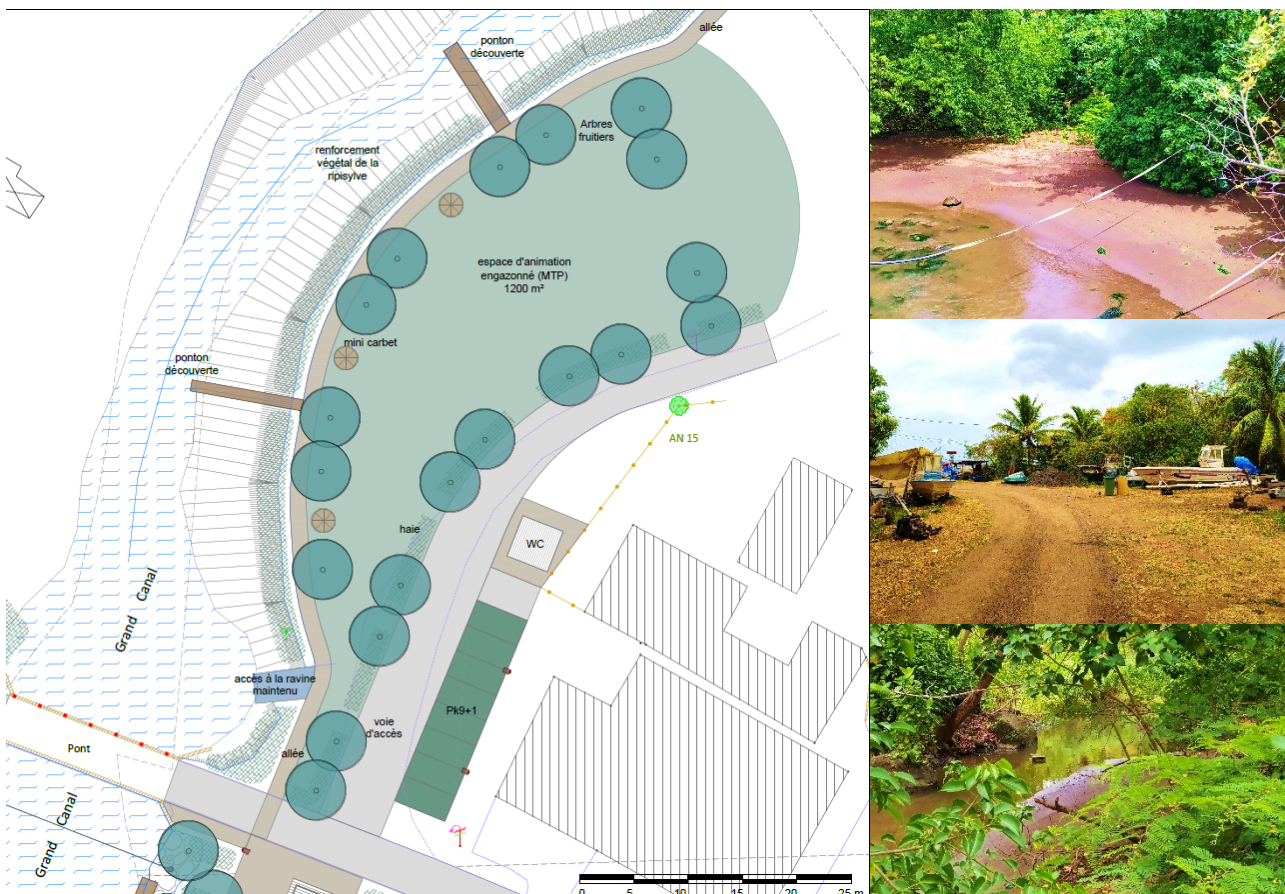 allée
ponton
découverte
Arbres
fruitiers
renforcement
végétal de la
ripisylve
espace d'animation
engazonné (MTP)
1200 m²
mini carbet
ponton
découverte
AN 15
haie
WC
Grand Canal
accès à la ravine
maintenu
Pk9+1
voie
d'accès
Pont
allée
Grand Canal
0 5 10 15 20 25 m